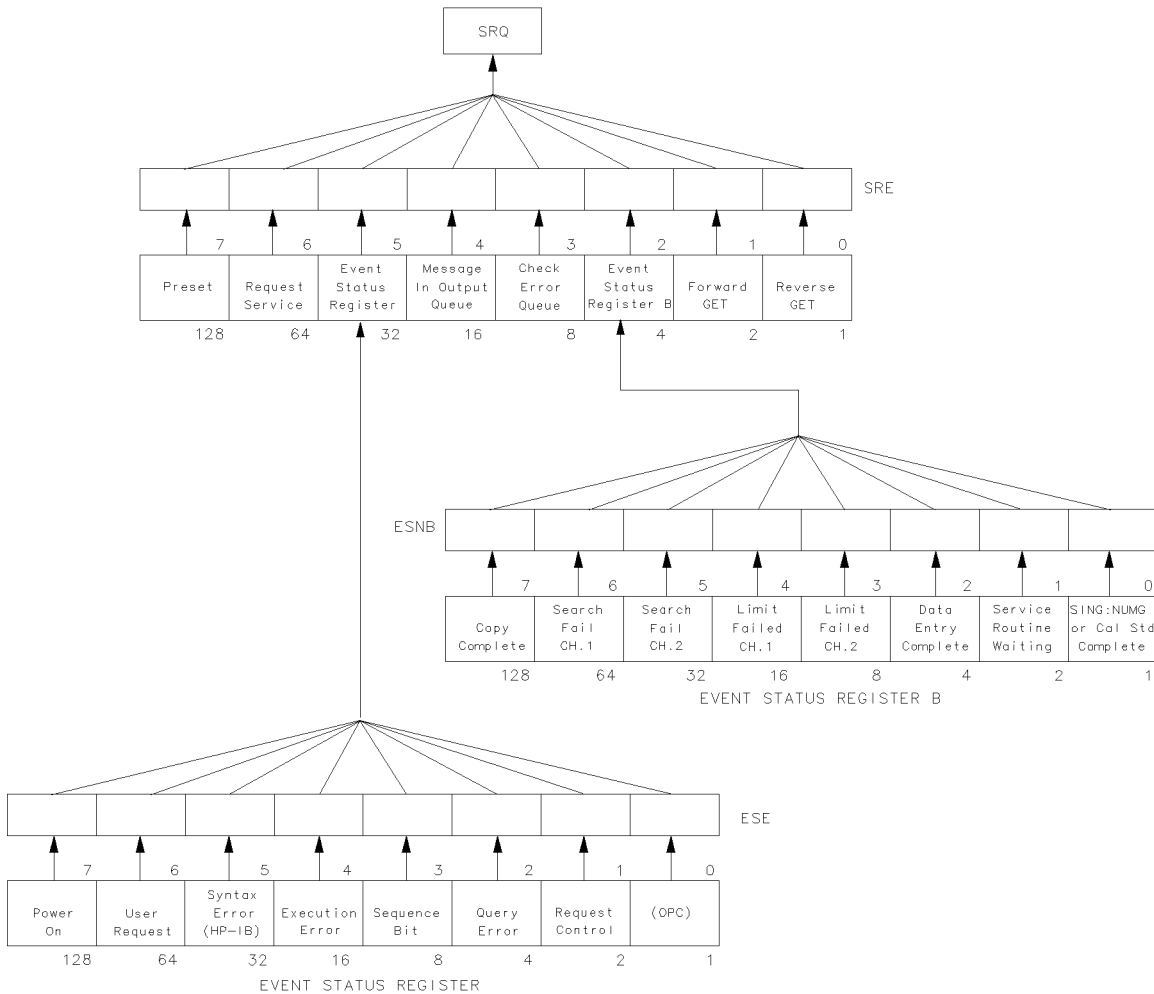 SRQ
SRE
7 6 5 4 3 2 1 0
Preset
Request
Service
Event
Status
Register
Message
In Output
Queue
Check
Error
Queue
Event
Status
Register B
Forward
GET
Reverse
GET
128 64 32 16 8 4 2 1
ESNB
7 6 5 4 3 2 1 0
Copy
Complete
Search
Fail
CH.1
Search
Fail
CH.2
Limit
Failed
CH.1
Limit
Failed
CH.2
Data
Entry
Complete
Service
Routine
Waiting
SING:NUMG
or Cal Std
Complete
128 64 32 16 8 4 2 1
EVENT STATUS REGISTER B
ESE
7 6 5 4 3 2 1 0
Power
On
User
Request
Syntax
Error
(HP-IB)
Execution
Error
Sequence
Bit
Query
Error
Request
Control
(OPC)
128 64 32 16 8 4 2 1
EVENT STATUS REGISTER